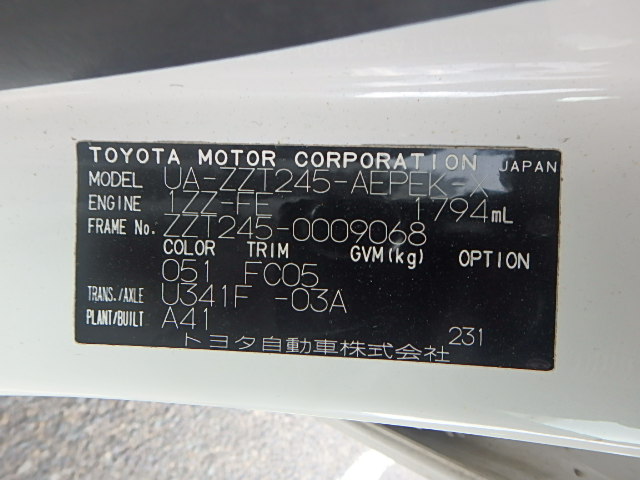 TOYOTA MOTOR CORPORATION JAPAN
MODEL UA-ZZT245-AEPEK-X
ENGINE 1ZZ-FE 1794mL
FRAME No. ZZT245-0009068
COLOR TRIM GVM(kg) OPTION
051 FC05
TRANS./AXLE U341F -03A
PLANT/BUILT A41
トヨタ自動車株式会社 231